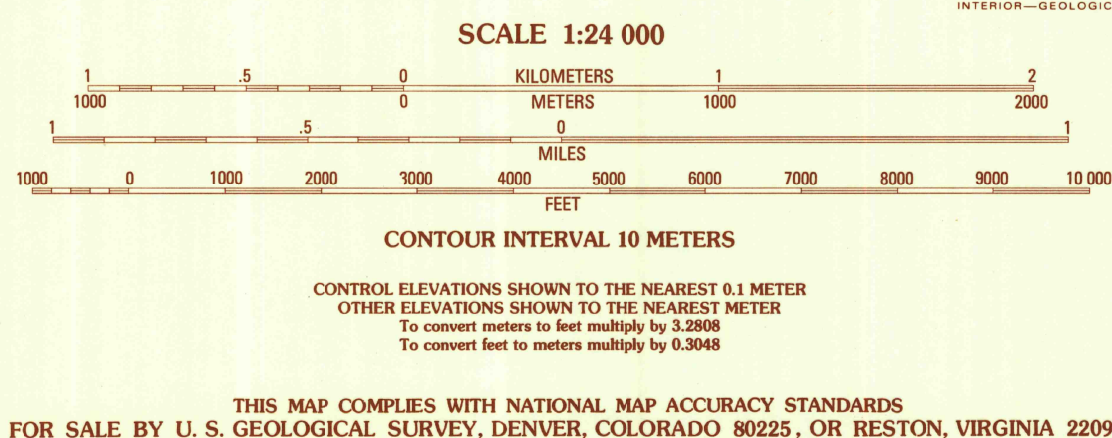 INTERIOR—GEOLOGIC
SCALE 1:24 000
1 .5 0 KILOMETERS 1 2
1000 0 METERS 1000 2000
1 .5 0 1
MILES
1000 0 1000 2000 3000 4000 5000 6000 7000 8000 9000 10 000
FEET
CONTOUR INTERVAL 10 METERS
CONTROL ELEVATIONS SHOWN TO THE NEAREST 0.1 METER
OTHER ELEVATIONS SHOWN TO THE NEAREST METER
To convert meters to feet multiply by 3.2808
To convert feet to meters multiply by 0.3048
THIS MAP COMPLIES WITH NATIONAL MAP ACCURACY STANDARDS
FOR SALE BY U. S. GEOLOGICAL SURVEY, DENVER, COLORADO 80225, OR RESTON, VIRGINIA 2209